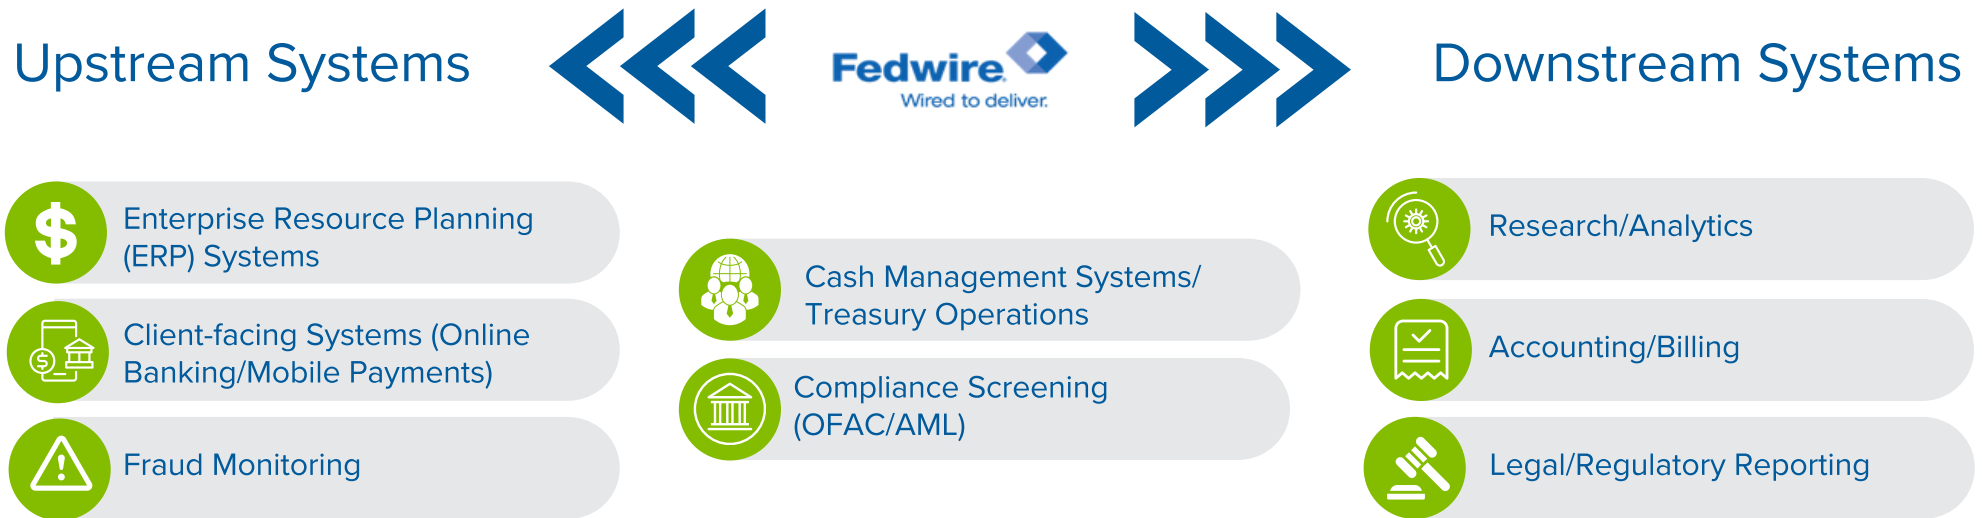 Upstream Systems
Fedwire.
Wired to deliver.
Downstream Systems
Enterprise Resource Planning
(ERP) Systems
Client-facing Systems (Online
Banking/Mobile Payments)
Fraud Monitoring
Cash Management Systems/
Treasury Operations
Compliance Screening
(OFAC/AML)
Research/Analytics
Accounting/Billing
Legal/Regulatory Reporting